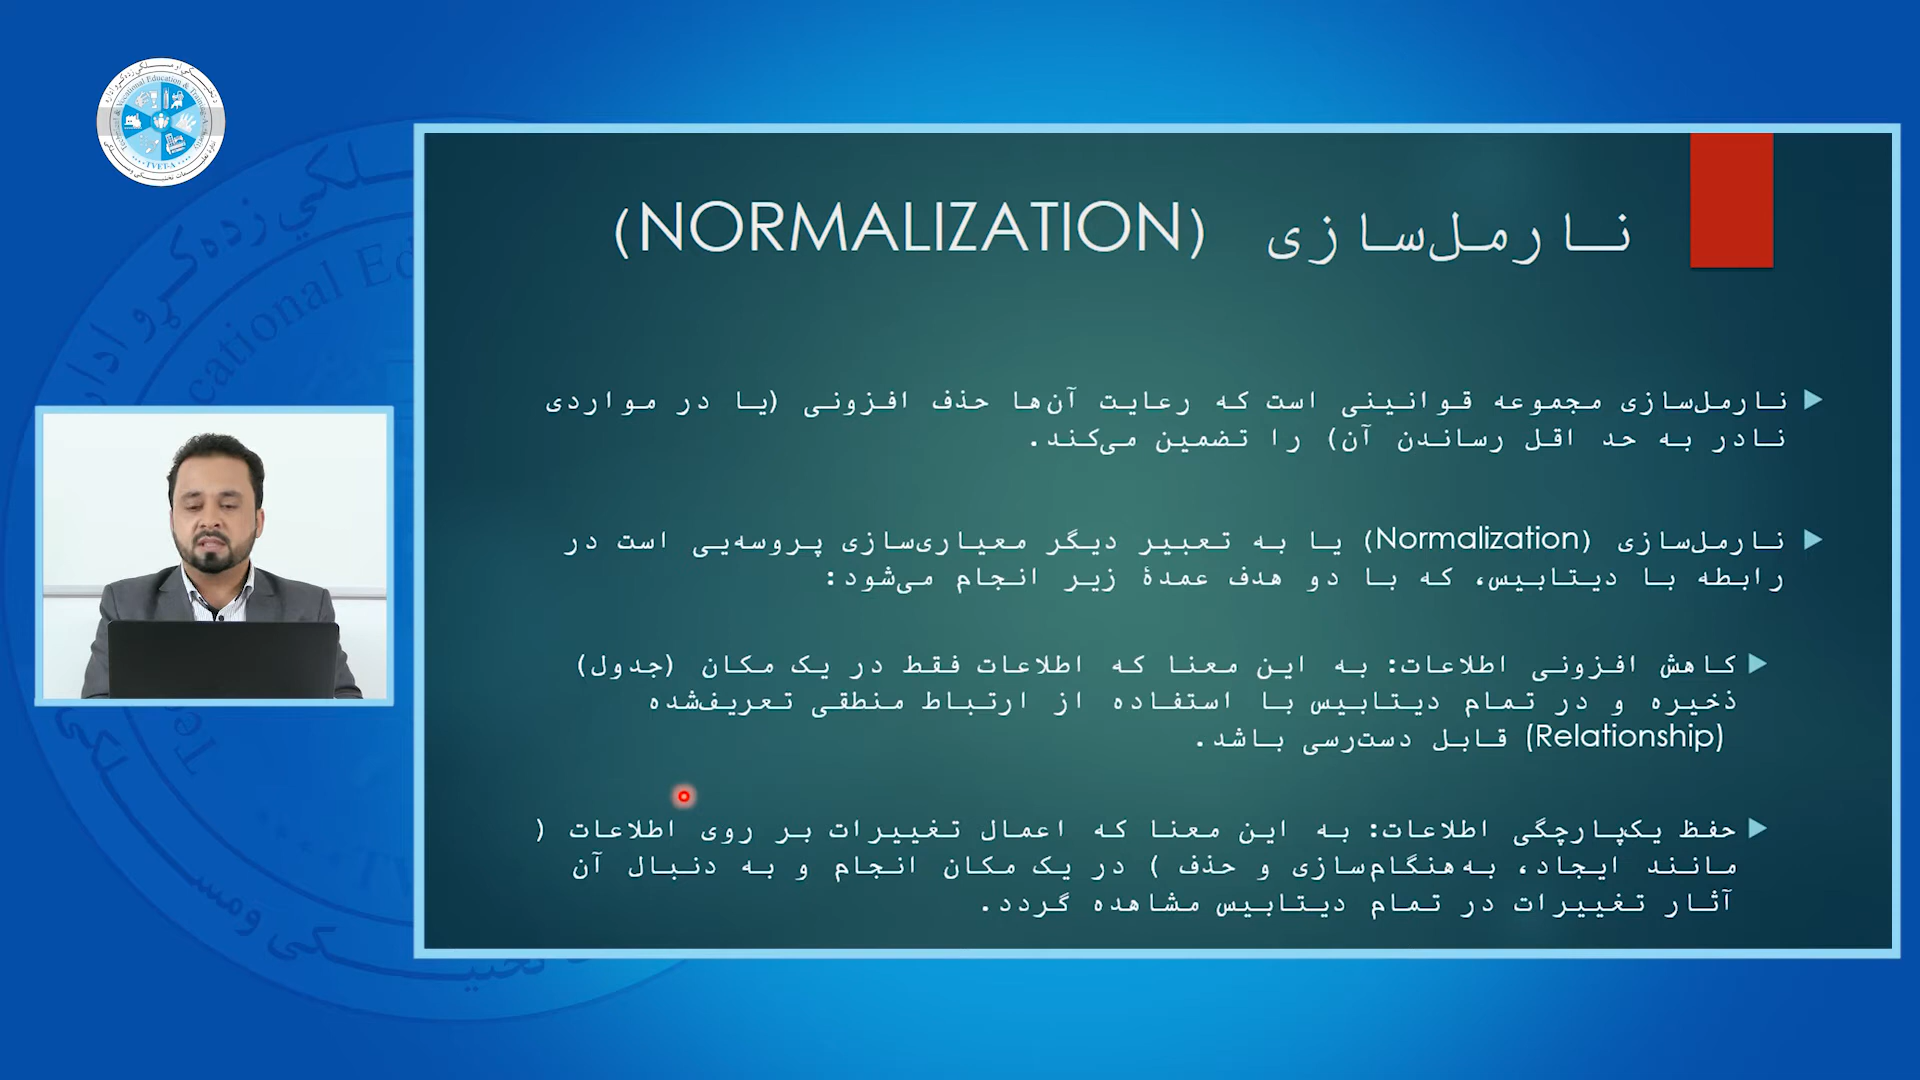 نارمل‌سازی (NORMALIZATION)
نارمل‌سازی مجموعه قوانینی است که رعایت آن‌ها حذف افزونی (یا در مواردی
نادر به حد اقل رساندن آن) را تضمین می‌کند.
نارمل‌سازی (Normalization) یا به تعبیر دیگر معیاری‌سازی پروسه‌یی است در
رابطه با دیتابیس، که با دو هدف عمدهٔ زیر انجام می‌شود:
کاهش افزونی اطلاعات: به این معنا که اطلاعات فقط در یک مکان (جدول)
ذخیره و در تمام دیتابیس با استفاده از ارتباط منطقی تعریف‌شده
(Relationship) قابل دسترسی باشد.
حفظ یک‌پارچگی اطلاعات: به این معنا که اعمال تغییرات بر روی اطلاعات (
مانند ایجاد، به‌هنگام‌سازی و حذف ) در یک مکان انجام و به دنبال آن
آثار تغییرات در تمام دیتابیس مشاهده گردد.
TVET-A